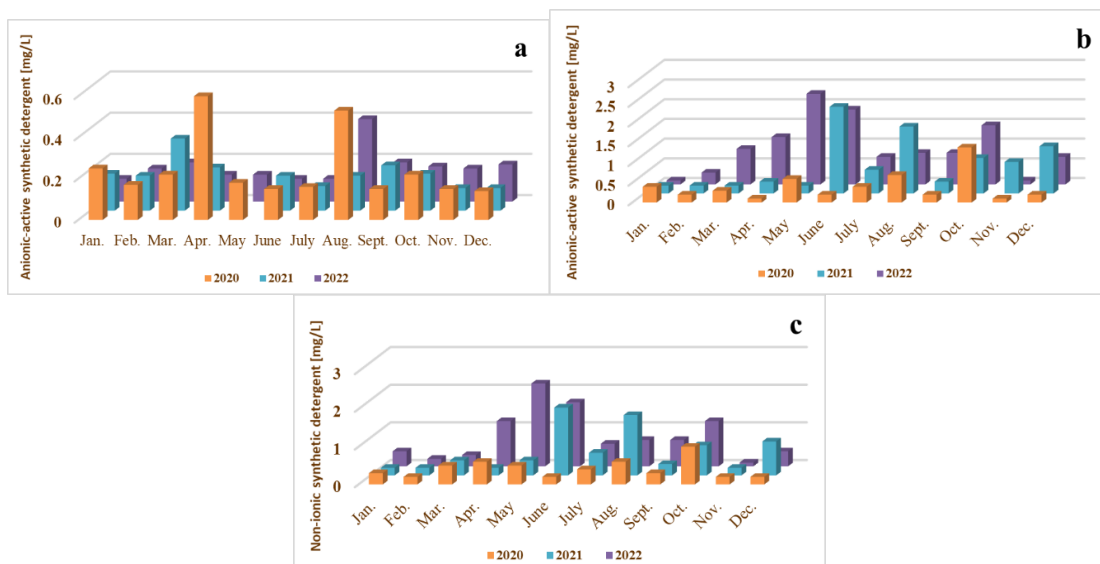 a
Anionic-active synthetic detergent [mg/L]
0.6
0.4
0.2
0
Jan. Feb. Mar. Apr. May June July Aug. Sept. Oct. Nov. Dec.
2020 2021 2022
b
Anionic-active synthetic detergent [mg/L]
3
2.5
2
1.5
1
0.5
0
Jan. Feb. Mar. Apr. May June July Aug. Sept. Oct. Nov. Dec.
2020 2021 2022
c
Non-ionic synthetic detergent [mg/L]
3
2
1
0
Jan. Feb. Mar. Apr. May June July Aug. Sept. Oct. Nov. Dec.
2020 2021 2022